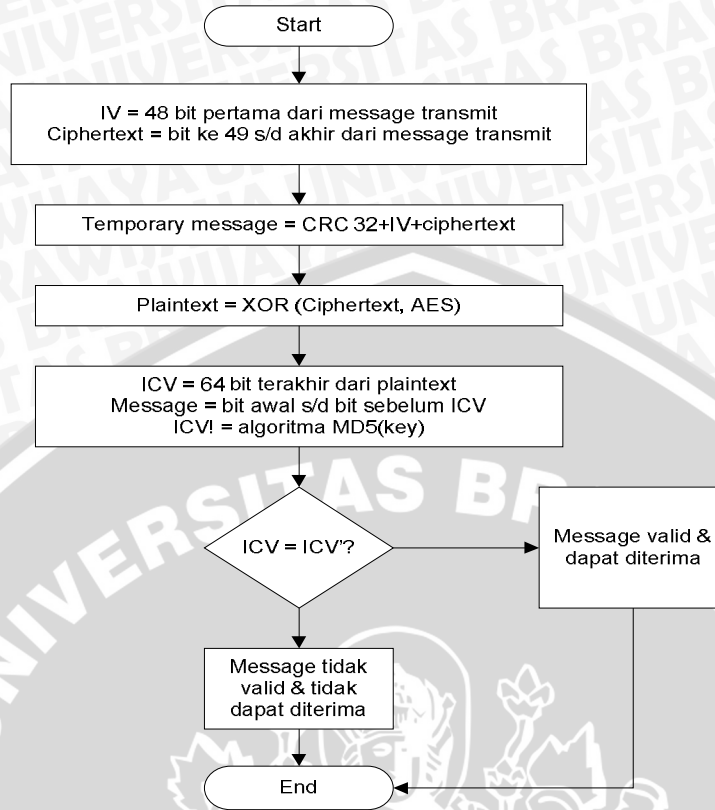 Start
IV = 48 bit pertama dari message transmit
Ciphertext = bit ke 49 s/d akhir dari message transmit
Temporary message = CRC 32+IV+ciphertext
Plaintext = XOR (Ciphertext, AES)
ICV = 64 bit terakhir dari plaintext
Message = bit awal s/d bit sebelum ICV
ICV! = algoritma MD5(key)
ICV = ICV'?
Message valid &
dapat diterima
Message tidak
valid & tidak
dapat diterima
End
UNIVERSITAS BRA